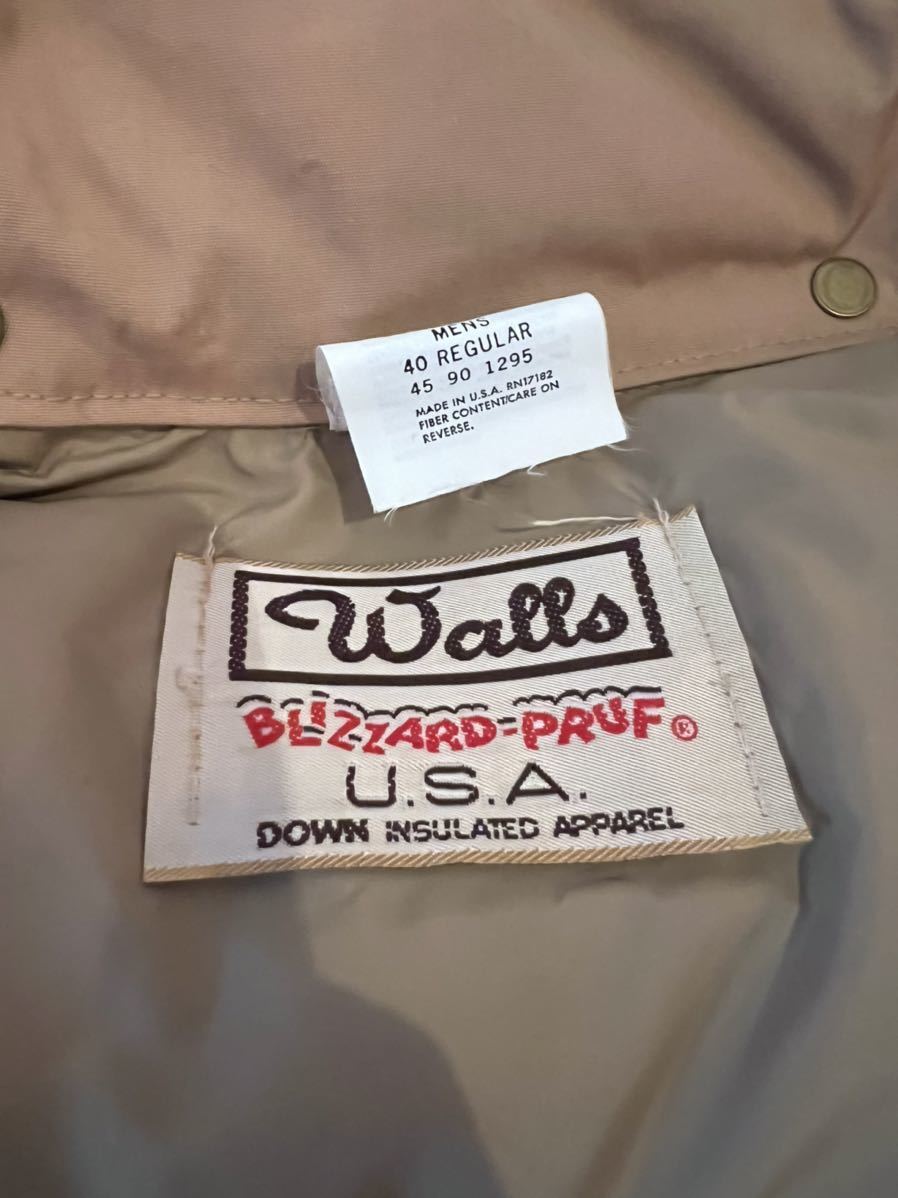 MENS
40 REGULAR
45 90 1295
MADE IN U.S.A. RN17182
FIBER CONTENT/CARE ON
REVERSE.
Walls
BLIZZARD-PRUF®
U.S.A.
DOWN INSULATED APPAREL